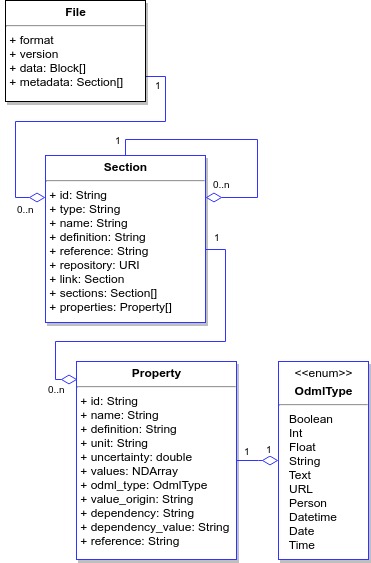 File
+ format
+ version
+ data: Block[]
+ metadata: Section[]
1
1
Section
0..n
0..n
+ id: String
+ type: String
+ name: String
+ definition: String
+ reference: String
+ repository: URI
+ link: Section
+ sections: Section[]
+ properties: Property[]
1
0..n
Property
+ id: String
+ name: String
+ definition: String
+ unit: String
+ uncertainty: double
+ values: NDArray
+ odml_type: OdmlType
+ value_origin: String
+ dependency: String
+ dependency_value: String
+ reference: String
1
1
<<enum>>
OdmlType
Boolean
Int
Float
String
Text
URL
Person
Datetime
Date
Time